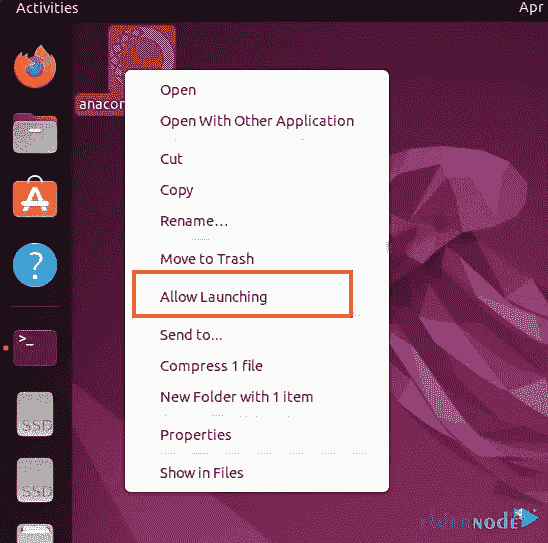 Activities
Apr
anacon
Open
Open With Other Application
Cut
Copy
Rename...
Move to Trash
Allow Launching
Send to...
Compress 1 file
New Folder with 1 item
Properties
Show in Files
>_
?
SSD
SSD
NODE